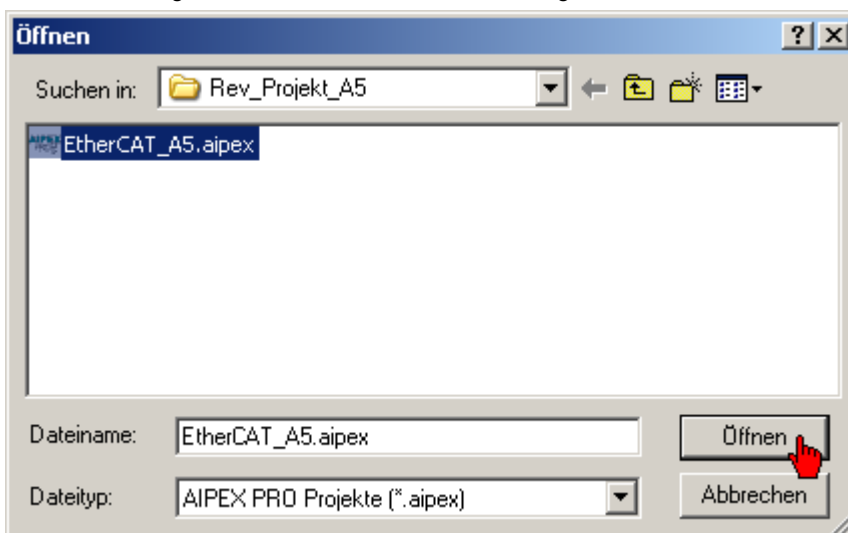 Öffnen
Suchen in: Rev_Projekt_A5
EtherCAT_A5.aipex
Dateiname: EtherCAT_A5.aipex Öffnen
Dateityp: AIPEX PRO Projekte (*.aipex) Abbrechen